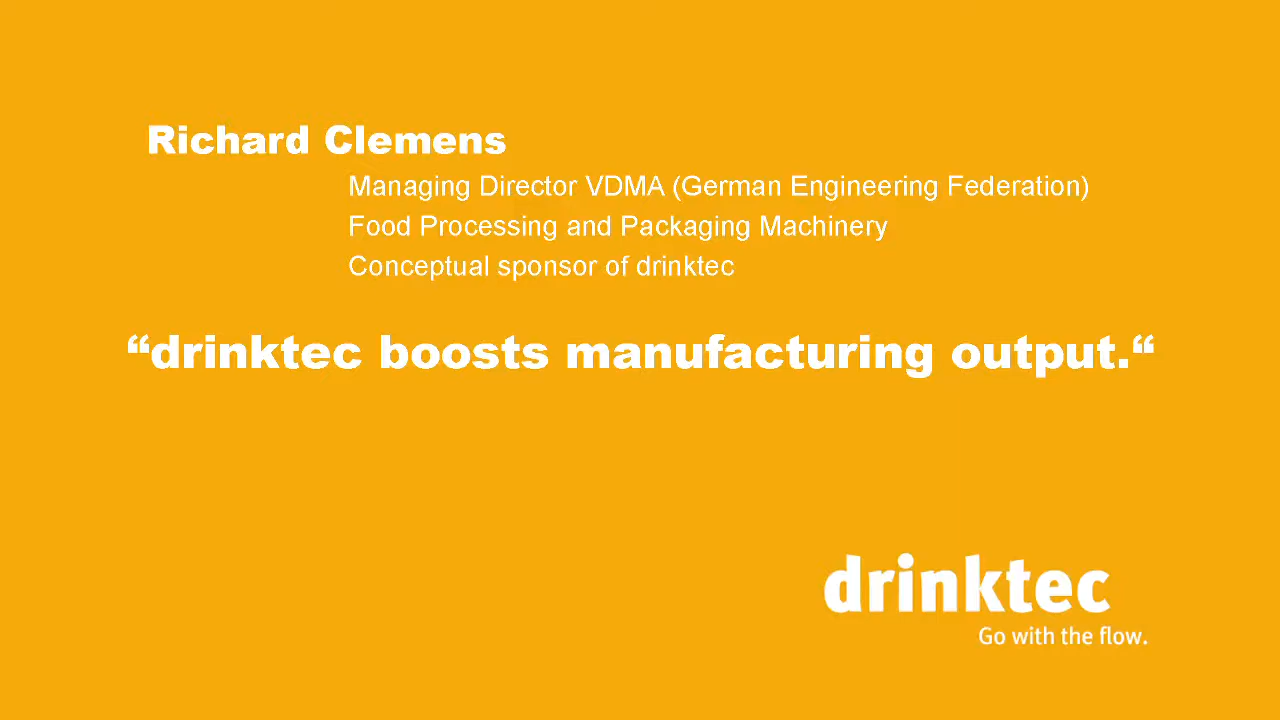 Richard Clemens
Managing Director VDMA (German Engineering Federation)
Food Processing and Packaging Machinery
Conceptual sponsor of drinktec
“drinktec boosts manufacturing output.“
drinktec
Go with the flow.